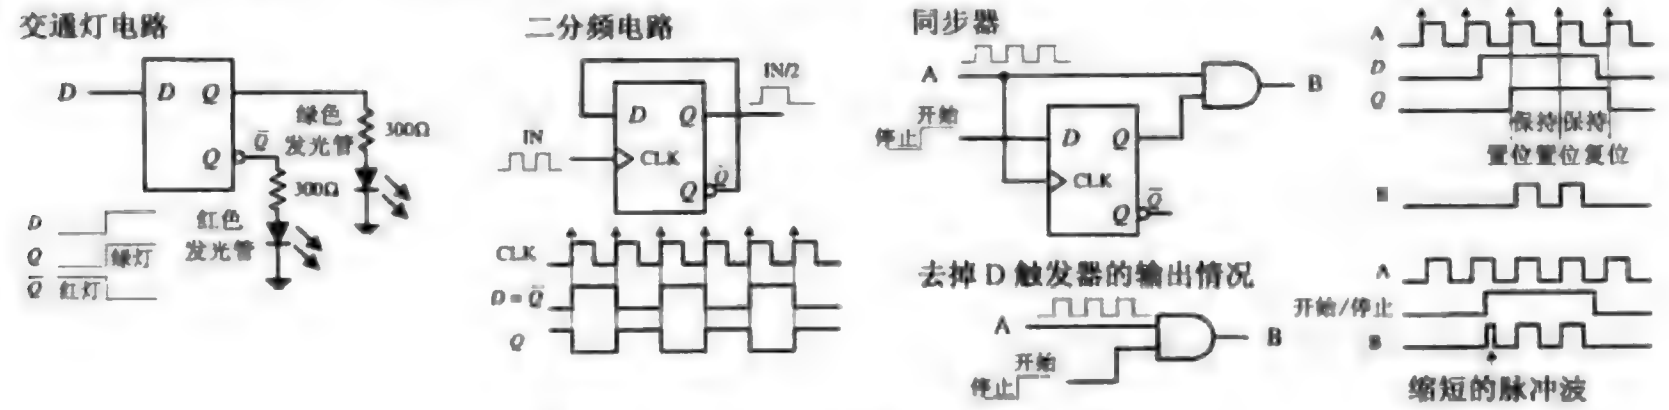 交通灯电路
D
D Q
Q̅
Q
绿色
发光管
300Ω
300Ω
红色
发光管
D
Q 绿灯
Q̅ 红灯
二分频电路
IN/2
IN
D Q
CLK
Q̅
Q
CLK
D = Q̅
Q
同步器
A
B
开始
停止
D Q
CLK
Q̅
Q
A
D
Q
保持 保持
置位 置位 复位
B
去掉 D 触发器的输出情况
A
B
开始
停止
A
开始/停止
B
缩短的脉冲波